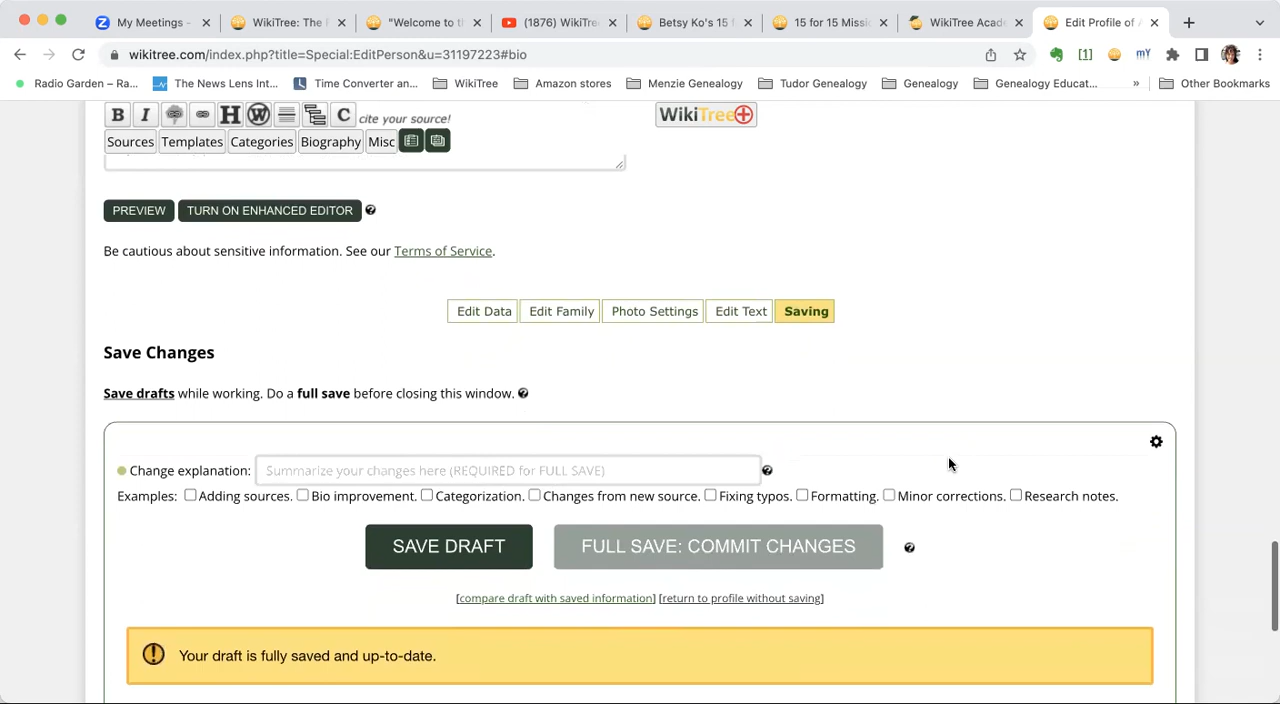 My Meetings - WikiTree: The F "Welcome to th (1876) WikiTre Betsy Ko's 15 f 15 for 15 Missi WikiTree Acad Edit Profile of A
wikitree.com/index.php?title=Special:EditPerson&u=31197223#bio
Radio Garden – Ra... The News Lens Int... Time Converter an... WikiTree Amazon stores Menzie Genealogy Tudor Genealogy Genealogy Genealogy Educat... » Other Bookmarks
B I H W C cite your source! WikiTree+
Sources Templates Categories Biography Misc
PREVIEW TURN ON ENHANCED EDITOR ?
Be cautious about sensitive information. See our Terms of Service.
Edit Data Edit Family Photo Settings Edit Text Saving
Save Changes
Save drafts while working. Do a full save before closing this window. ?
Change explanation: Summarize your changes here (REQUIRED for FULL SAVE) ?
Examples: Adding sources. Bio improvement. Categorization. Changes from new source. Fixing typos. Formatting. Minor corrections. Research notes.
SAVE DRAFT FULL SAVE: COMMIT CHANGES ?
[compare draft with saved information] [return to profile without saving]
Your draft is fully saved and up-to-date.